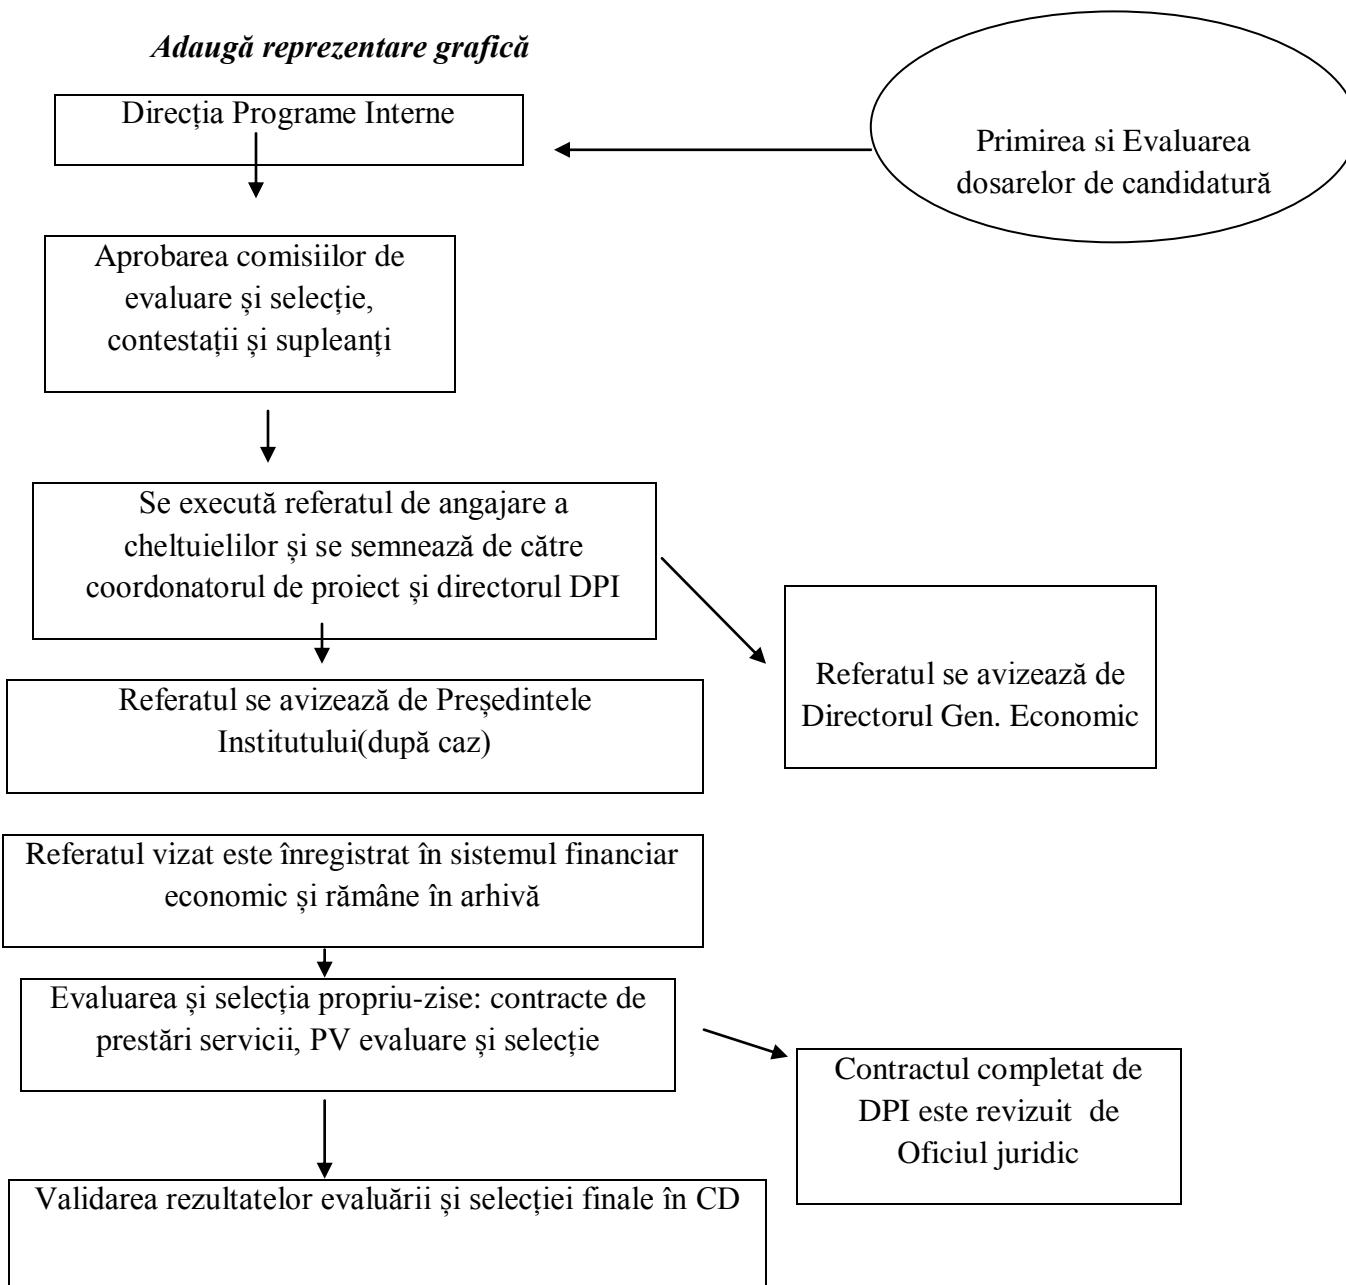 Adaugă reprezentare grafică
Direcția Programe Interne
Primirea si Evaluarea
dosarelor de candidatură
Aprobarea comisiilor de
evaluare și selecție,
contestații și supleanți
Se execută referatul de angajare a
cheltuielilor și se semnează de către
coordonatorul de proiect și directorul DPI
Referatul se avizează de
Directorul Gen. Economic
Referatul se avizează de Președintele
Institutului(după caz)
Referatul vizat este înregistrat în sistemul financiar
economic și rămâne în arhivă
Evaluarea și selecția propriu-zise: contracte de
prestări servicii, PV evaluare și selecție
Contractul completat de
DPI este revizuit  de
Oficiul juridic
Validarea rezultatelor evaluării și selecției finale în CD